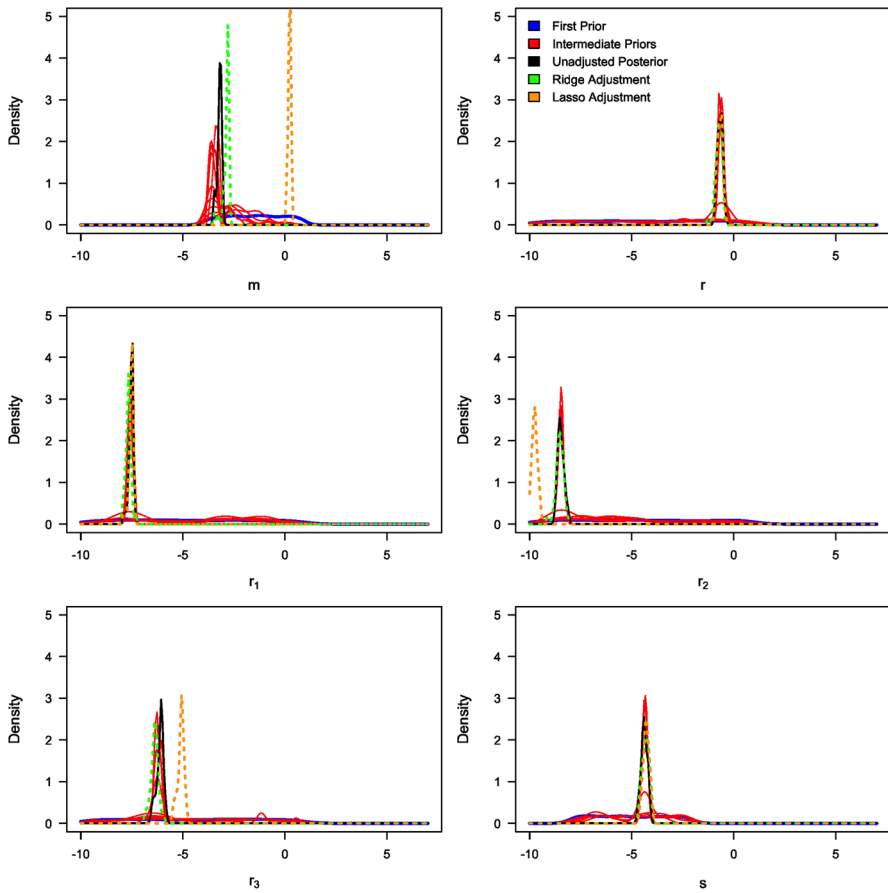 5
4
3
2
1
0
Density
-10 -5 0 5
m
5
4
3
2
1
0
Density
First Prior
Intermediate Priors
Unadjusted Posterior
Ridge Adjustment
Lasso Adjustment
-10 -5 0 5
r
5
4
3
2
1
0
Density
-10 -5 0 5
r1
5
4
3
2
1
0
Density
-10 -5 0 5
r2
5
4
3
2
1
0
Density
-10 -5 0 5
r3
5
4
3
2
1
0
Density
-10 -5 0 5
s